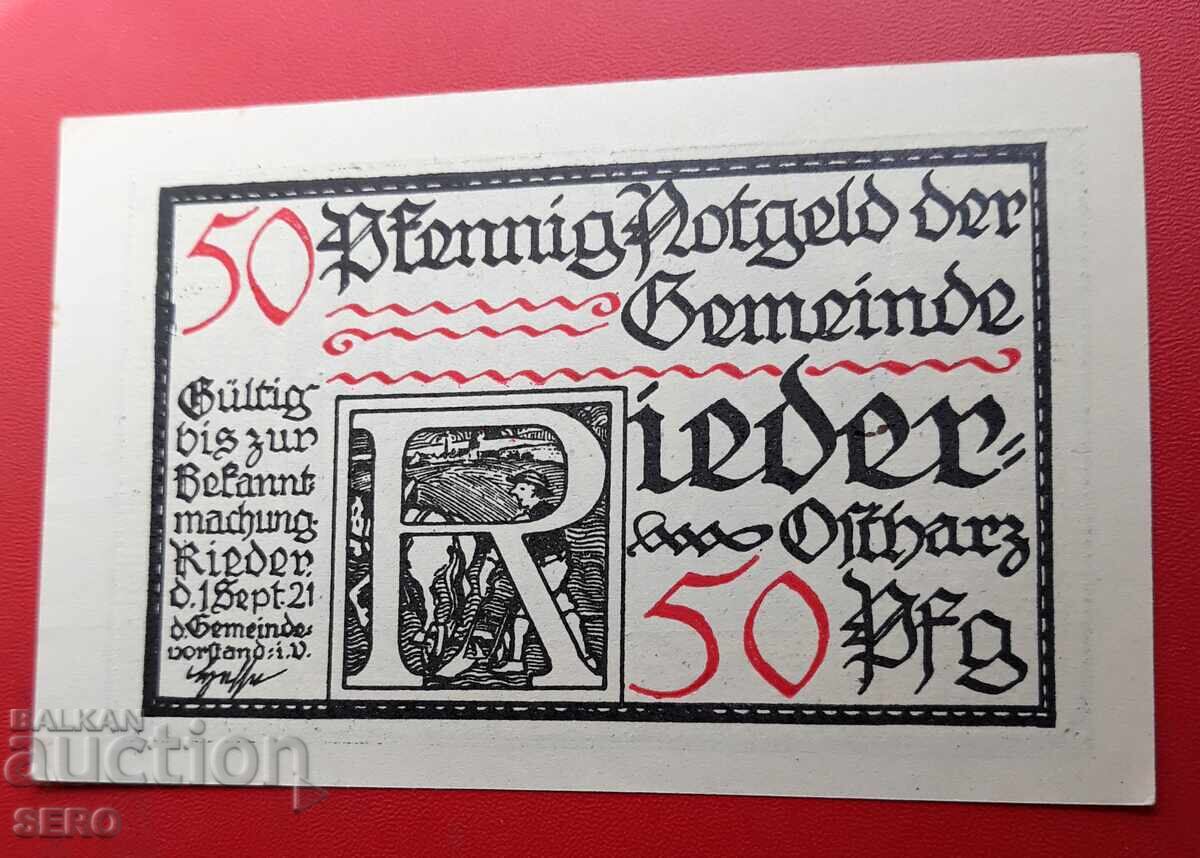 50 Pfennig Notgeld der
Gemeinde
Rieder-
Ostharz
50 Pfg
Gültig
bis zur
Bekannt-
machung.
Rieder
d. 1 Sept. 21
d. Gemeinde-
vorstand: i. V.
BALKAN
auction
SERO